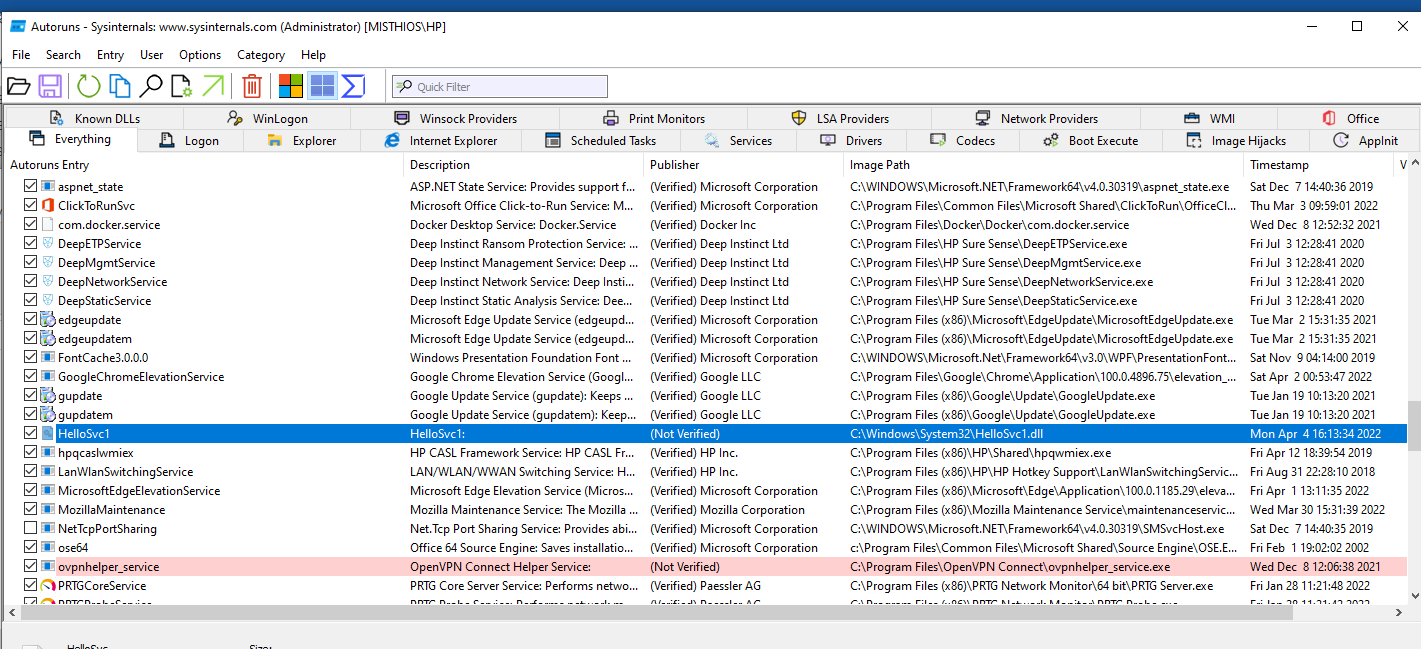 Autoruns - Sysinternals: www.sysinternals.com (Administrator) [MISTHIOS\HP]
File Search Entry User Options Category Help
Quick Filter
Known DLLs WinLogon Winsock Providers Print Monitors LSA Providers Network Providers WMI Office
Everything Logon Explorer Internet Explorer Scheduled Tasks Services Drivers Codecs Boot Execute Image Hijacks AppInit
Autoruns Entry Description Publisher Image Path Timestamp V
aspnet_state ASP.NET State Service: Provides support f... (Verified) Microsoft Corporation C:\WINDOWS\Microsoft.NET\Framework64\v4.0.30319\aspnet_state.exe Sat Dec 7 14:40:36 2019
ClickToRunSvc Microsoft Office Click-to-Run Service: M... (Verified) Microsoft Corporation C:\Program Files\Common Files\Microsoft Shared\ClickToRun\OfficeCl... Thu Mar 3 09:59:01 2022
com.docker.service Docker Desktop Service: Docker.Service (Verified) Docker Inc C:\Program Files\Docker\Docker\com.docker.service Wed Dec 8 12:52:32 2021
DeepETPService Deep Instinct Ransom Protection Service: ... (Verified) Deep Instinct Ltd C:\Program Files\HP Sure Sense\DeepETPService.exe Fri Jul 3 12:28:41 2020
DeepMgmtService Deep Instinct Management Service: Deep ... (Verified) Deep Instinct Ltd C:\Program Files\HP Sure Sense\DeepMgmtService.exe Fri Jul 3 12:28:41 2020
DeepNetworkService Deep Instinct Network Service: Deep Insti... (Verified) Deep Instinct Ltd C:\Program Files\HP Sure Sense\DeepNetworkService.exe Fri Jul 3 12:28:41 2020
DeepStaticService Deep Instinct Static Analysis Service: Dee... (Verified) Deep Instinct Ltd C:\Program Files\HP Sure Sense\DeepStaticService.exe Fri Jul 3 12:28:41 2020
edgeupdate Microsoft Edge Update Service (edgeupd... (Verified) Microsoft Corporation C:\Program Files (x86)\Microsoft\EdgeUpdate\MicrosoftEdgeUpdate.exe Tue Mar 2 15:31:35 2021
edgeupdatem Microsoft Edge Update Service (edgeupd... (Verified) Microsoft Corporation C:\Program Files (x86)\Microsoft\EdgeUpdate\MicrosoftEdgeUpdate.exe Tue Mar 2 15:31:35 2021
FontCache3.0.0.0 Windows Presentation Foundation Font ... (Verified) Microsoft Corporation C:\WINDOWS\Microsoft.Net\Framework64\v3.0\WPF\PresentationFont... Sat Nov 9 04:14:00 2019
GoogleChromeElevationService Google Chrome Elevation Service (Googl... (Verified) Google LLC C:\Program Files\Google\Chrome\Application\100.0.4896.75\elevation_... Sat Apr 2 00:53:47 2022
gupdate Google Update Service (gupdate): Keeps ... (Verified) Google LLC C:\Program Files (x86)\Google\Update\GoogleUpdate.exe Tue Jan 19 10:13:20 2021
gupdatem Google Update Service (gupdatem): Keep... (Verified) Google LLC C:\Program Files (x86)\Google\Update\GoogleUpdate.exe Tue Jan 19 10:13:20 2021
HelloSvc1 HelloSvc1: (Not Verified) C:\Windows\System32\HelloSvc1.dll Mon Apr 4 16:13:34 2022
hpqcaslwmiex HP CASL Framework Service: HP CASL Fr... (Verified) HP Inc. C:\Program Files (x86)\HP\Shared\hpqwmiex.exe Fri Apr 12 18:39:54 2019
LanWlanSwitchingService LAN/WLAN/WWAN Switching Service: H... (Verified) HP Inc. C:\Program Files (x86)\HP\HP Hotkey Support\LanWlanSwitchingServic... Fri Aug 31 22:28:10 2018
MicrosoftEdgeElevationService Microsoft Edge Elevation Service (Micros... (Verified) Microsoft Corporation C:\Program Files (x86)\Microsoft\Edge\Application\100.0.1185.29\eleva... Fri Apr 1 13:11:35 2022
MozillaMaintenance Mozilla Maintenance Service: The Mozilla ... (Verified) Mozilla Corporation C:\Program Files (x86)\Mozilla Maintenance Service\maintenanceservic... Wed Mar 30 15:31:39 2022
NetTcpPortSharing Net.Tcp Port Sharing Service: Provides abi... (Verified) Microsoft Corporation C:\WINDOWS\Microsoft.NET\Framework64\v4.0.30319\SMSvcHost.exe Sat Dec 7 14:40:35 2019
ose64 Office 64 Source Engine: Saves installatio... (Verified) Microsoft Corporation c:\Program Files\Common Files\Microsoft Shared\Source Engine\OSE.E... Fri Feb 1 19:02:02 2002
ovpnhelper_service OpenVPN Connect Helper Service: (Not Verified) C:\Program Files\OpenVPN Connect\ovpnhelper_service.exe Wed Dec 8 12:06:38 2021
PRTGCoreService PRTG Core Server Service: Performs netwo... (Verified) Paessler AG C:\Program Files (x86)\PRTG Network Monitor\64 bit\PRTG Server.exe Fri Jan 28 11:21:48 2022
PRTGProbeService PRTG Probe Service: Performs network ... (Verified) Paessler AG C:\Program Files (x86)\PRTG Network Monitor\PRTG Probe.exe Fri Jan 28 11:21:42 2022
HelloSvc Size: